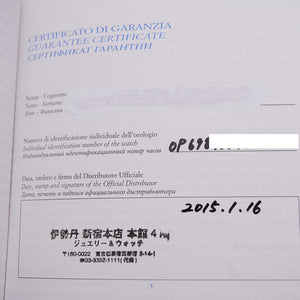 CERTIFICATO DI GARANZIA
GUARANTEE CERTIFICATE
СЕРТИФИКАТ ГАРАНТИИ
Nome - Cognome
Name - Surname
Имя - Фамилия
Numero di identificazione individuale dell'orologio
Individual identification number of the watch
Индивидуальный идентификационный номер часов
OP698
Data, timbro e firma del Distributore Ufficiale
Date, stamp and signature of the Official Distributor
Дата, печать и подпись официального дистрибьютора
2015.1.16
伊勢丹 新宿本店 本館4
ジュエリー&ウォッチ
〒160-0022 東京都新宿区新宿 3-14-1
☎03-3352-1111(代表)